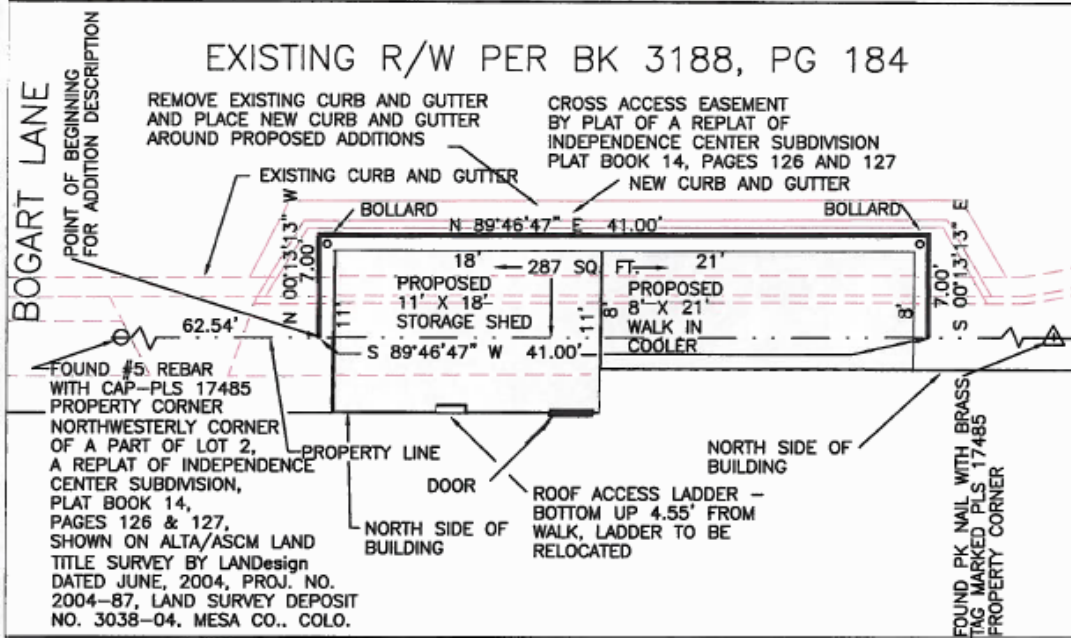 EXISTING R/W PER BK 3188, PG 184
BOGART LANE
POINT OF BEGINNING
FOR ADDITION DESCRIPTION
REMOVE EXISTING CURB AND GUTTER
AND PLACE NEW CURB AND GUTTER
AROUND PROPOSED ADDITIONS
CROSS ACCESS EASEMENT
BY PLAT OF A REPLAT OF
INDEPENDENCE CENTER SUBDIVISION
PLAT BOOK 14, PAGES 126 AND 127
EXISTING CURB AND GUTTER
NEW CURB AND GUTTER
BOLLARD
BOLLARD
N 89°46'47" E 41.00'
N 00°13'13" W
7.00'
S 00°13'13" E
7.00'
18'
287 SQ. FT.
21'
PROPOSED
11' X 18'
STORAGE SHED
11'
11'
PROPOSED
8' X 21'
WALK IN
COOLER
8'
8'
62.54'
S 89°46'47" W 41.00'
FOUND #5 REBAR
WITH CAP-PLS 17485
PROPERTY CORNER
NORTHWESTERLY CORNER
OF A PART OF LOT 2,
A REPLAT OF INDEPENDENCE
CENTER SUBDIVISION,
PLAT BOOK 14,
PAGES 126 & 127,
SHOWN ON ALTA/ASCM LAND
TITLE SURVEY BY LANDesign
DATED JUNE, 2004, PROJ. NO.
2004-87, LAND SURVEY DEPOSIT
NO. 3038-04. MESA CO.. COLO.
PROPERTY LINE
DOOR
NORTH SIDE OF
BUILDING
ROOF ACCESS LADDER -
BOTTOM UP 4.55' FROM
WALK, LADDER TO BE
RELOCATED
NORTH SIDE OF
BUILDING
FOUND PK NAIL WITH BRASS
TAG MARKED PLS 17485
PROPERTY CORNER